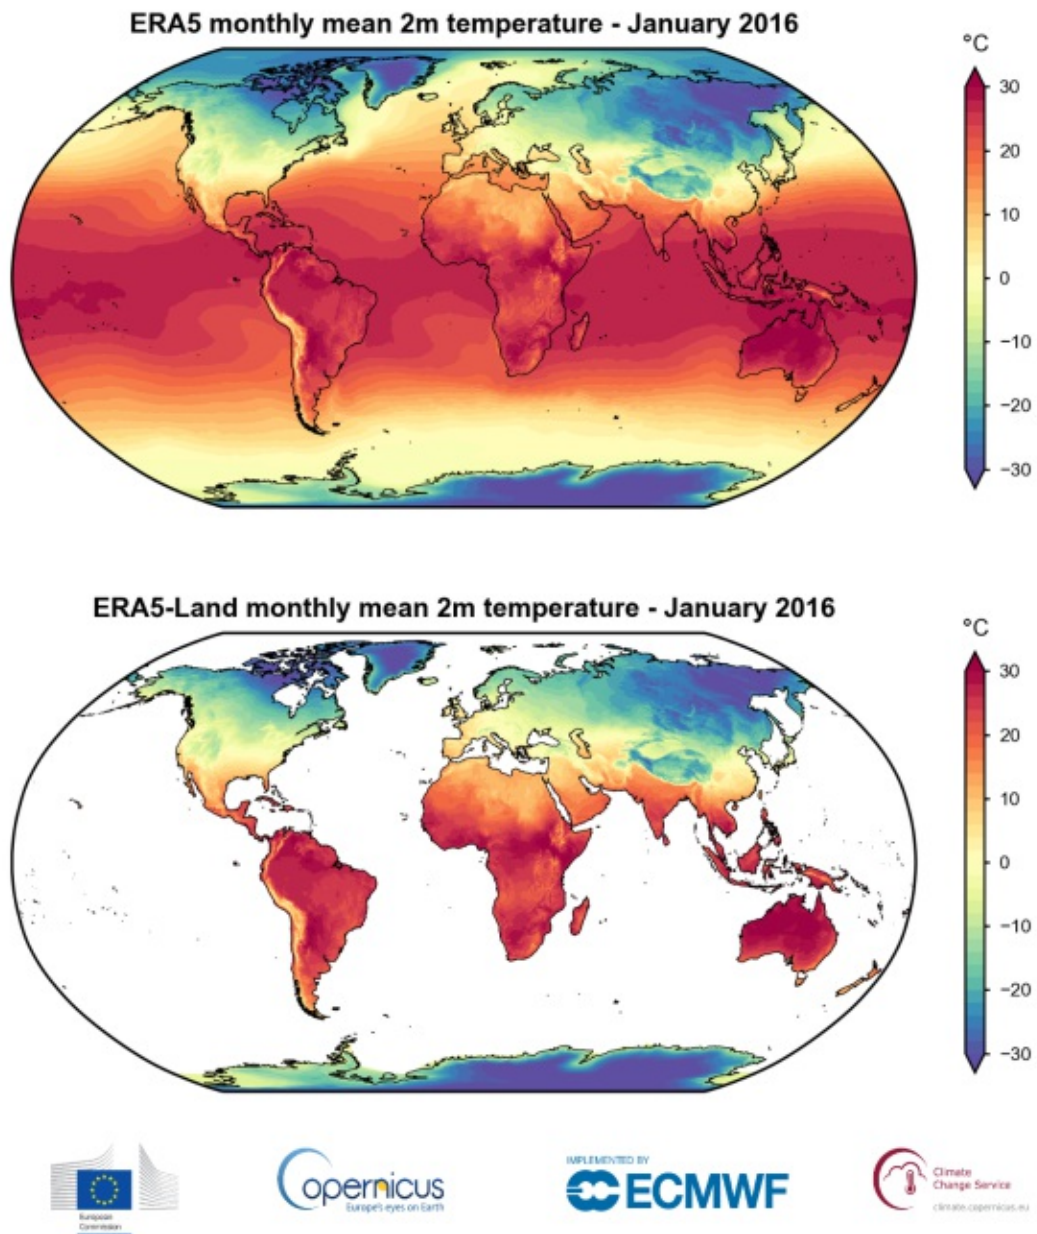 ERA5 monthly mean 2m temperature - January 2016
°C
30
20
10
0
−10
−20
−30
ERA5-Land monthly mean 2m temperature - January 2016
°C
30
20
10
0
−10
−20
−30
European
Commission
opernicus
Europe's eyes on Earth
IMPLEMENTED BY
ECMWF
Climate
Change Service
climate.copernicus.eu